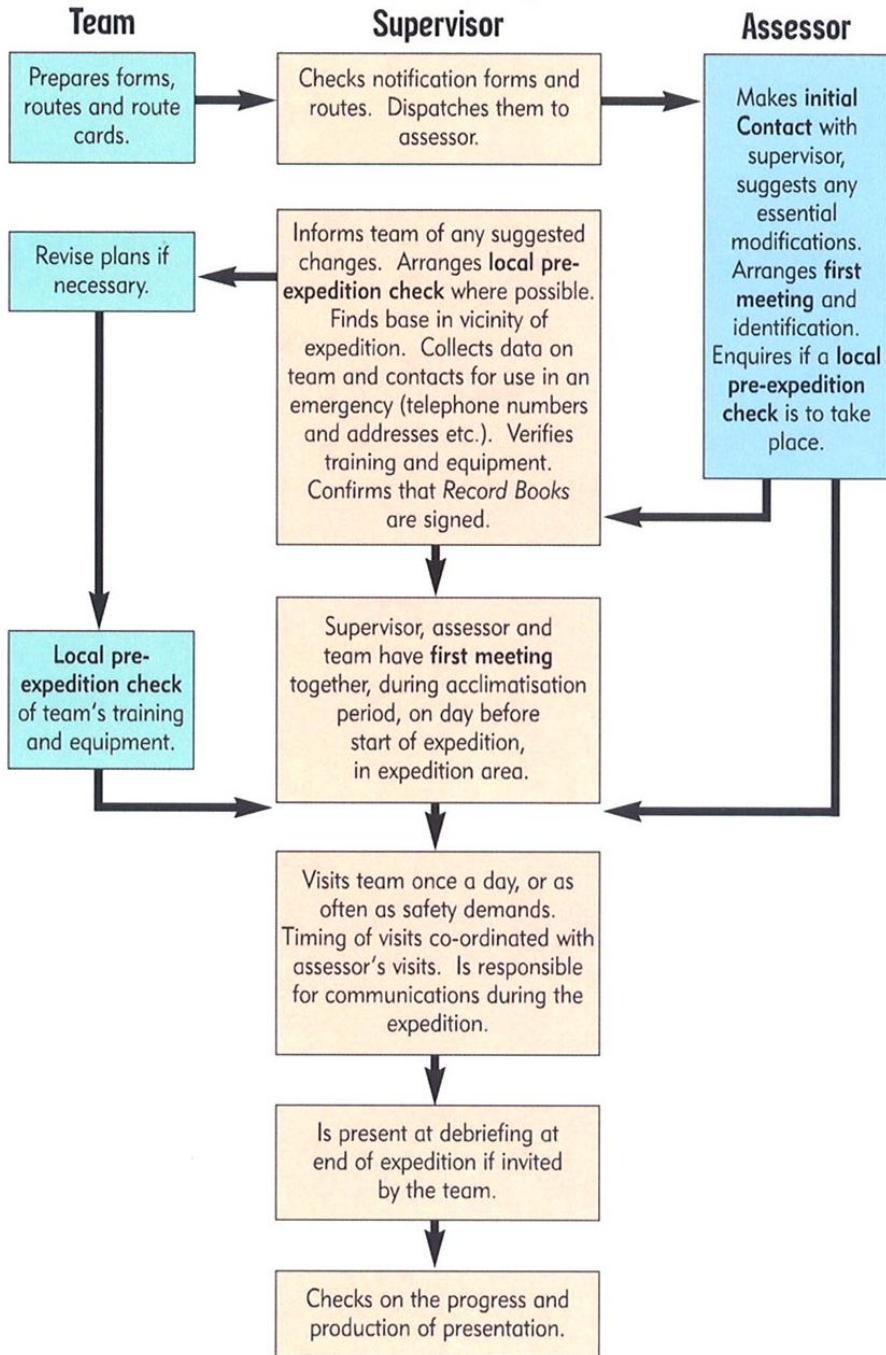 Team
Supervisor
Assessor
Prepares forms,
routes and route
cards.
Checks notification forms and
routes. Dispatches them to
assessor.
Makes initial
Contact with
supervisor,
suggests any
essential
modifications.
Arranges first
meeting and
identification.
Enquires if a local
pre-expedition
check is to take
place.
Revise plans if
necessary.
Informs team of any suggested
changes. Arranges local pre-
expedition check where possible.
Finds base in vicinity of
expedition. Collects data on
team and contacts for use in an
emergency (telephone numbers
and addresses etc.). Verifies
training and equipment.
Confirms that Record Books
are signed.
Local pre-
expedition check
of team's training
and equipment.
Supervisor, assessor and
team have first meeting
together, during acclimatisation
period, on day before
start of expedition,
in expedition area.
Visits team once a day, or as
often as safety demands.
Timing of visits co-ordinated with
assessor's visits. Is responsible
for communications during the
expedition.
Is present at debriefing at
end of expedition if invited
by the team.
Checks on the progress and
production of presentation.